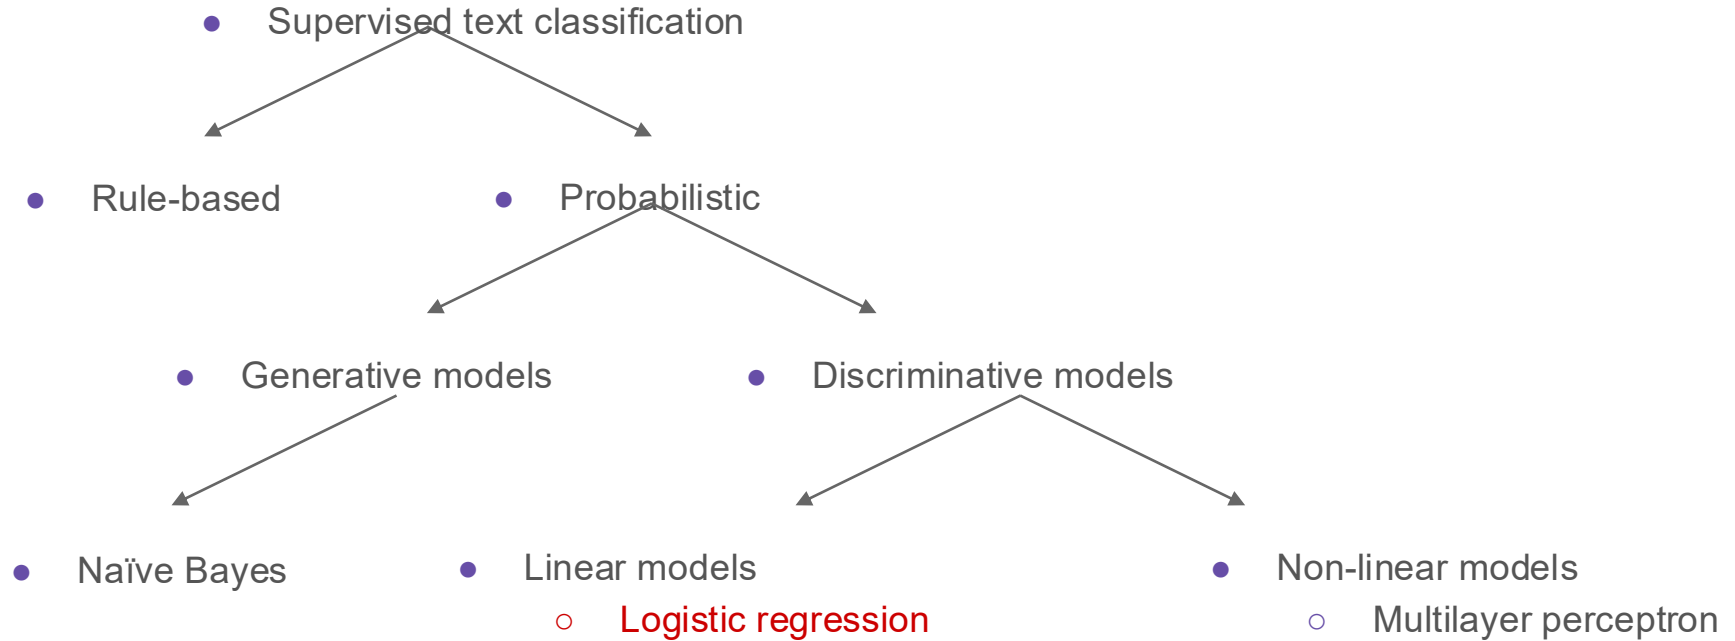 ● Supervised text classification
● Rule-based
● Probabilistic
● Generative models
● Discriminative models
● Naïve Bayes
● Linear models
● Non-linear models
○ Logistic regression
○ Multilayer perceptron